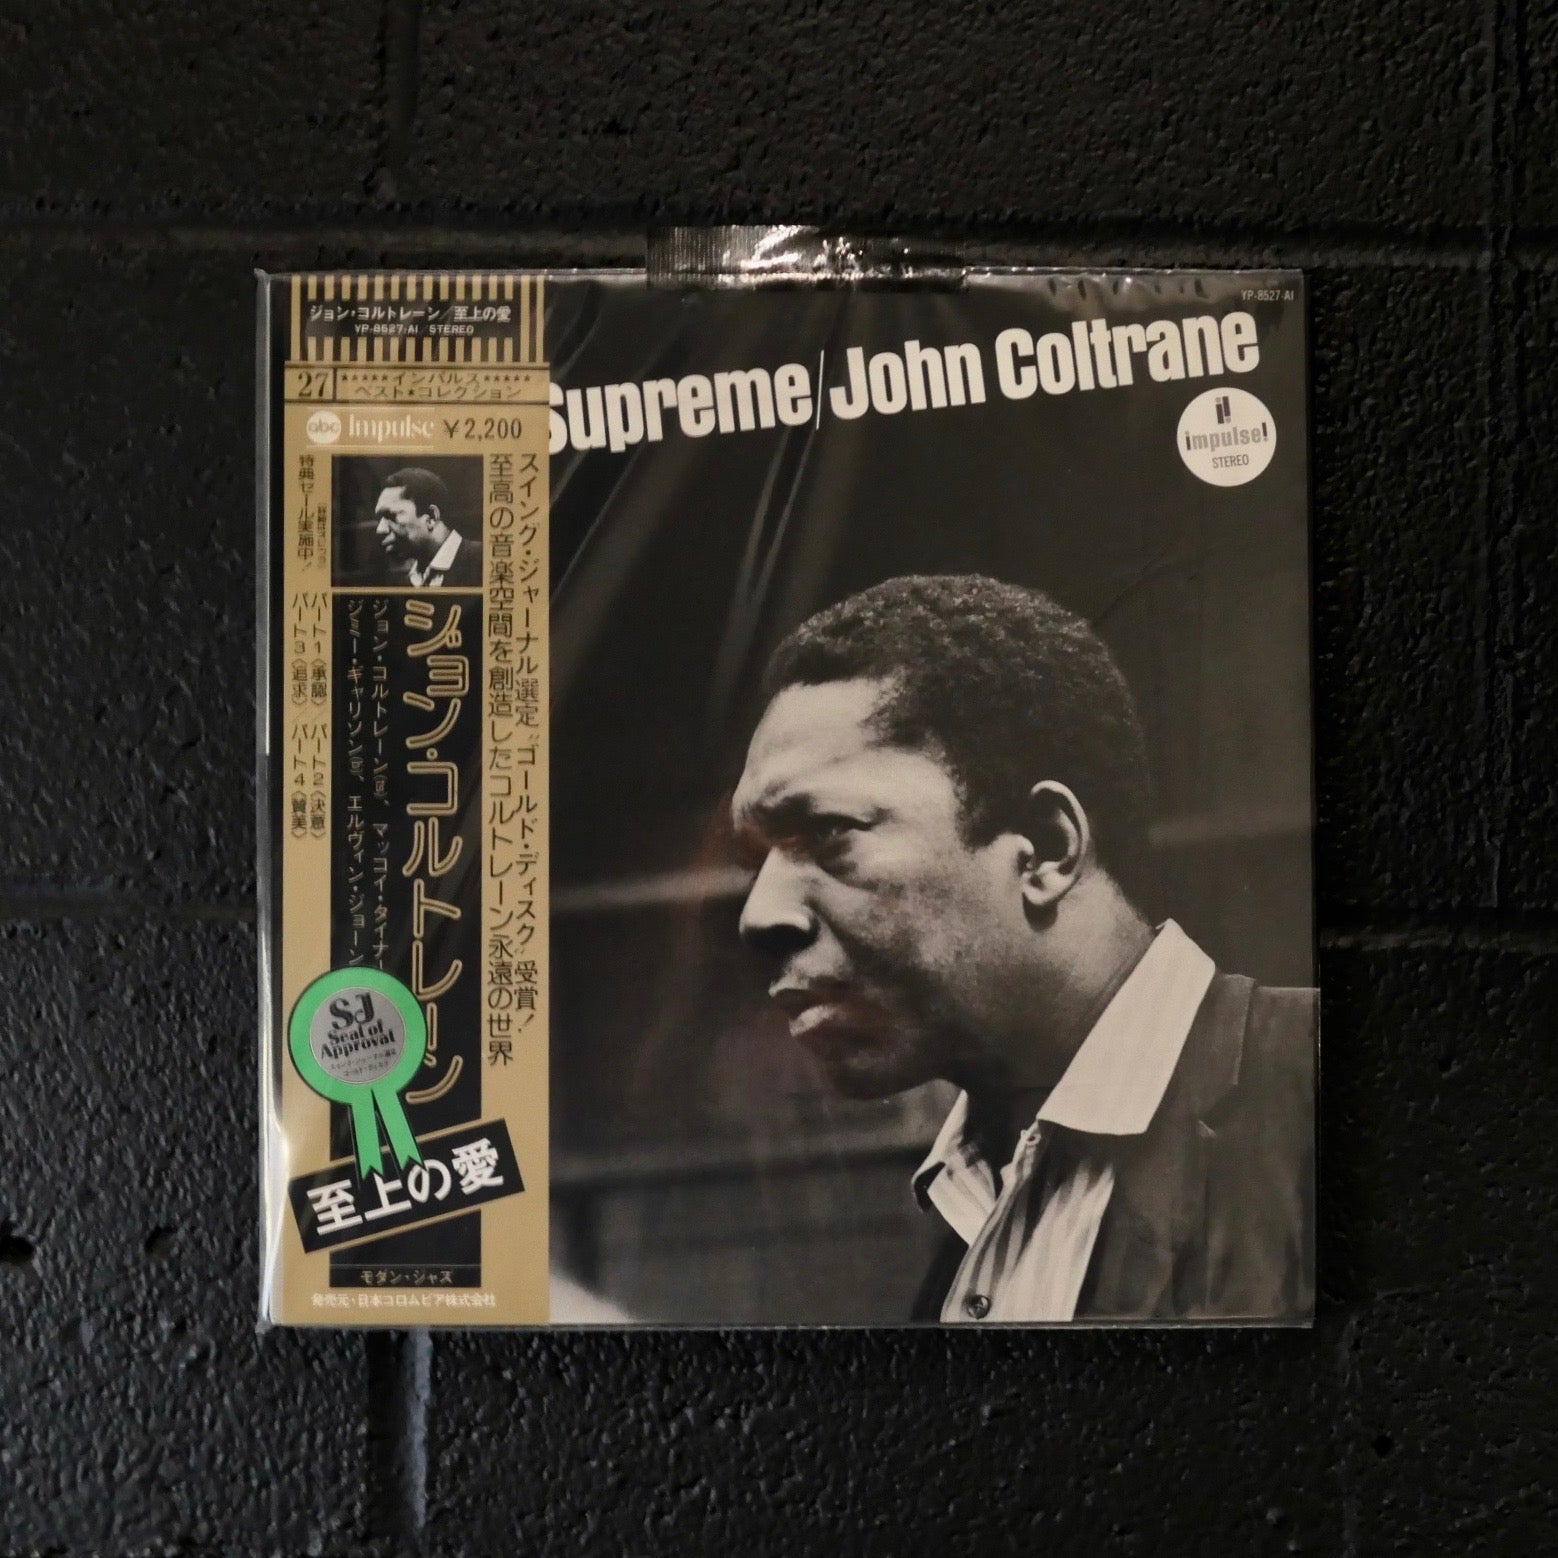 ジョン・コルトレーン/至上の愛
YP-8527-AI/STEREO
27
★★★★★インパルス★★★★★
ベスト★コレクション
abc Impulse ¥2,200
スイング・ジャーナル選定〝ゴールド・ディスク〟受賞!
至高の音楽空間を創造したコルトレーン永遠の世界
特典セール実施中!
ジョン・コルトレーン
ジョン・コルトレーン(ts)、マッコイ・タイナー
ジミー・ギャリソン(b)、エルヴィン・ジョーン
パート1〈承認〉/パート2〈決意〉
パート3〈追求〉/パート4〈賛美〉
SJ
Seal of
Approval
至上の愛
モダン・ジャズ
発売元・日本コロムビア株式会社
YP-8527-AI
Supreme/John Coltrane
impulse!
STEREO